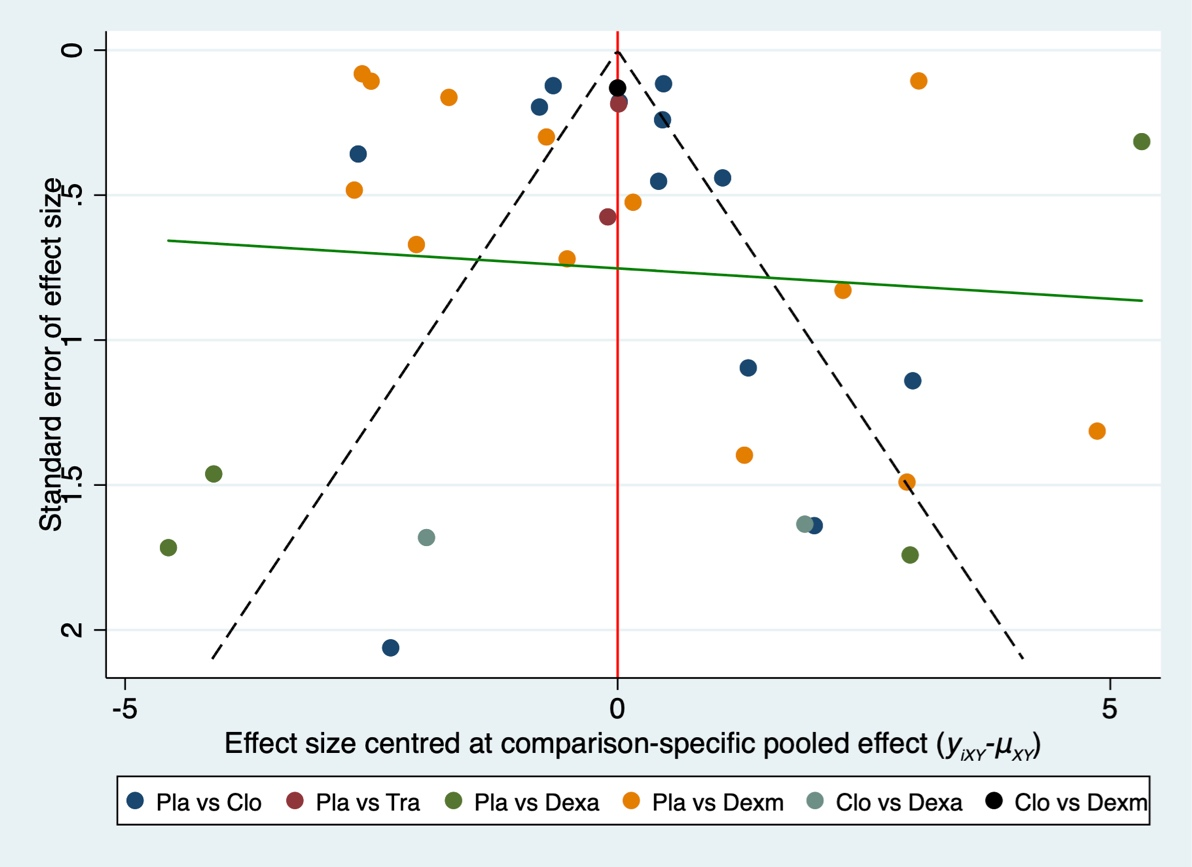 Standard error of effect size
0
.5
1
1.5
2
-5 0 5
Effect size centred at comparison-specific pooled effect (y_iXY-μ_XY)
Pla vs Clo Pla vs Tra Pla vs Dexa Pla vs Dexm Clo vs Dexa Clo vs Dexm